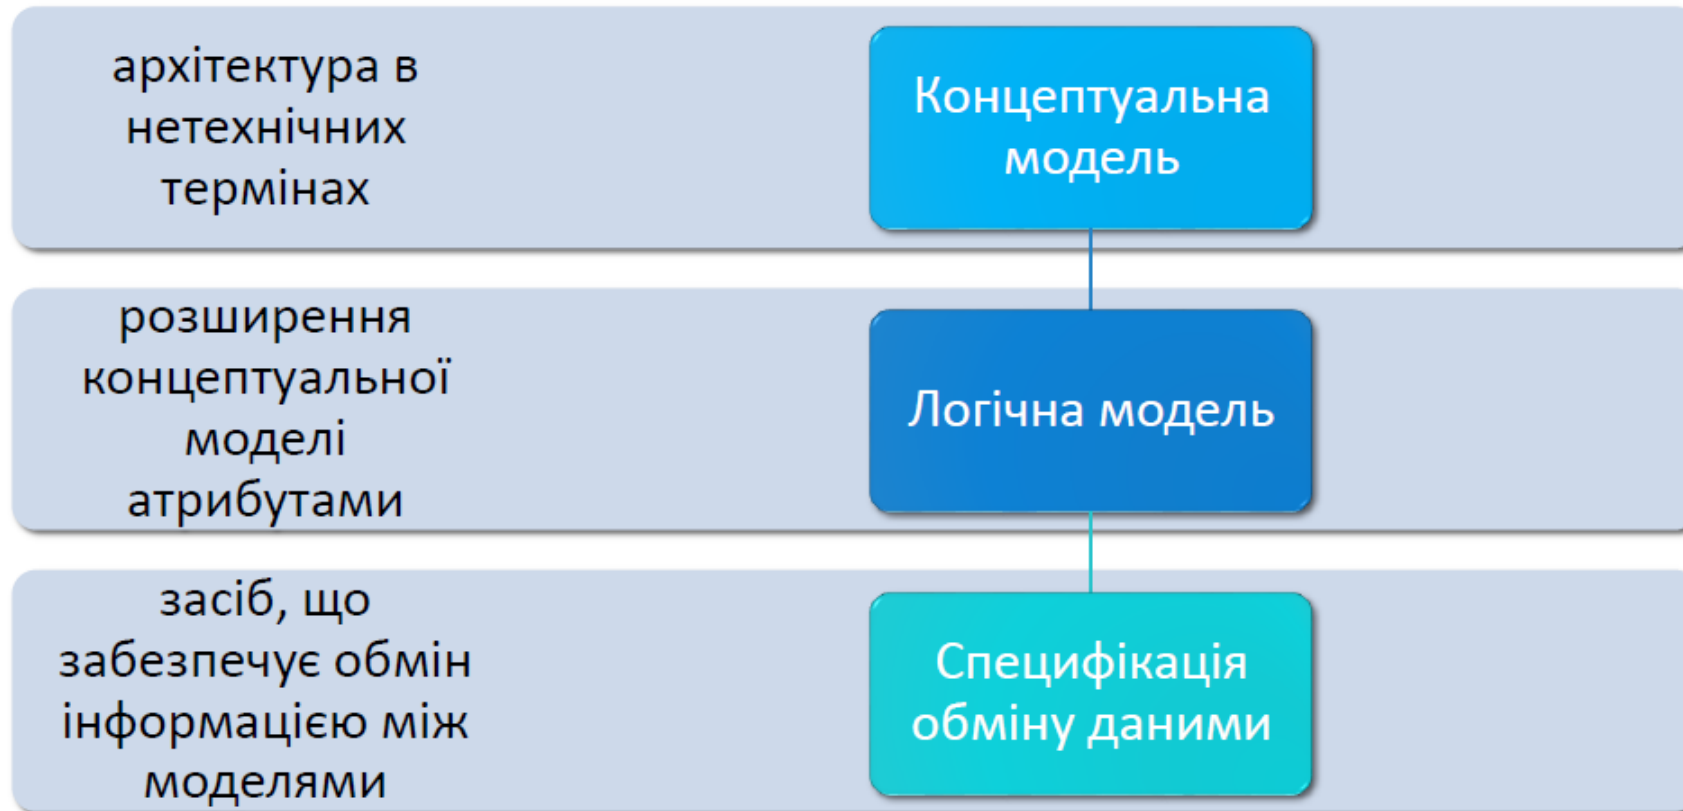 архітектура в
нетехнічних
термінах
Концептуальна
модель
розширення
концептуальної
моделі
атрибутами
Логічна модель
засіб, що
забезпечує обмін
інформацією між
моделями
Специфікація
обміну даними